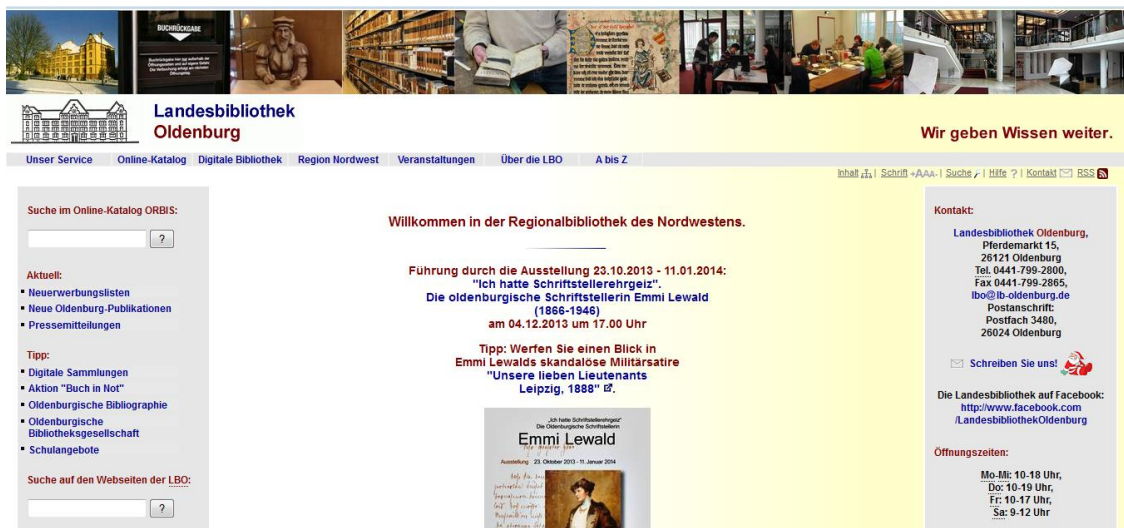 BUCHRÜCKGABE
Landesbibliothek
Oldenburg
Wir geben Wissen weiter.
Unser Service Online-Katalog Digitale Bibliothek Region Nordwest Veranstaltungen Über die LBO A bis Z
Inhalt | Schrift +AAA- | Suche | Hilfe ? | Kontakt | RSS
Suche im Online-Katalog ORBIS:
?
Aktuell:
Neuerwerbungslisten
Neue Oldenburg-Publikationen
Pressemitteilungen
Tipp:
Digitale Sammlungen
Aktion "Buch in Not"
Oldenburgische Bibliographie
Oldenburgische
Bibliotheksgesellschaft
Schulangebote
Suche auf den Webseiten der LBO:
?
Willkommen in der Regionalbibliothek des Nordwestens.
Führung durch die Ausstellung 23.10.2013 - 11.01.2014:
"Ich hatte Schriftstellerehrgeiz".
Die oldenburgische Schriftstellerin Emmi Lewald
(1866-1946)
am 04.12.2013 um 17.00 Uhr
Tipp: Werfen Sie einen Blick in
Emmi Lewalds skandalöse Militärsatire
"Unsere lieben Lieutenants
Leipzig, 1888" .
„Ich hatte Schriftstellerehrgeiz"
Die Oldenburgische Schriftstellerin
Emmi Lewald
Ausstellung 23. Oktober 2013 - 11. Januar 2014
Kontakt:
Landesbibliothek Oldenburg,
Pferdemarkt 15,
26121 Oldenburg
Tel. 0441-799-2800,
Fax 0441-799-2865,
lbo@lb-oldenburg.de
Postanschrift:
Postfach 3480,
26024 Oldenburg
Schreiben Sie uns!
Die Landesbibliothek auf Facebook:
http://www.facebook.com
/LandesbibliothekOldenburg
Öffnungszeiten:
Mo-Mi: 10-18 Uhr,
Do: 10-19 Uhr,
Fr: 10-17 Uhr,
Sa: 9-12 Uhr